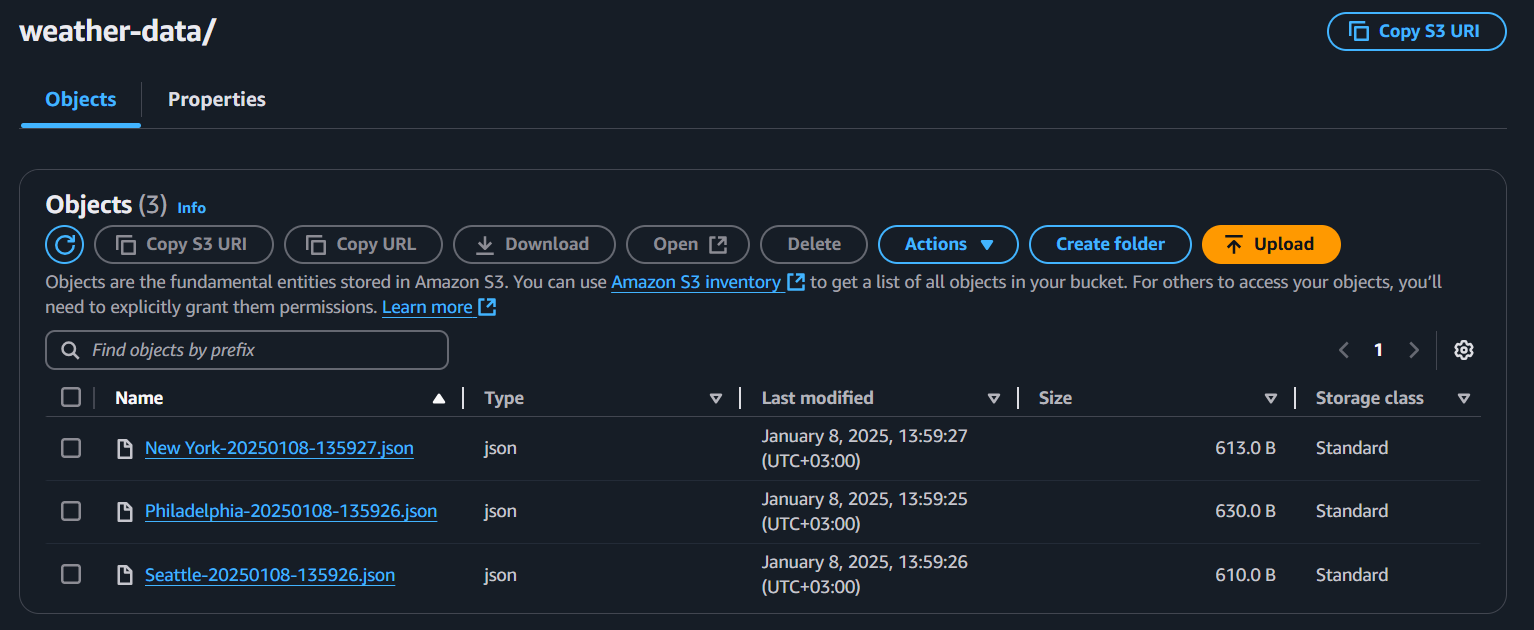 weather-data/
Copy S3 URI
Objects
Properties
Objects (3) Info
Copy S3 URI
Copy URL
Download
Open
Delete
Actions
Create folder
Upload
Objects are the fundamental entities stored in Amazon S3. You can use Amazon S3 inventory to get a list of all objects in your bucket. For others to access your objects, you'll
need to explicitly grant them permissions. Learn more
Find objects by prefix
1
Name Type Last modified Size Storage class
New York-20250108-135927.json json January 8, 2025, 13:59:27 (UTC+03:00) 613.0 B Standard
Philadelphia-20250108-135926.json json January 8, 2025, 13:59:25 (UTC+03:00) 630.0 B Standard
Seattle-20250108-135926.json json January 8, 2025, 13:59:26 (UTC+03:00) 610.0 B Standard